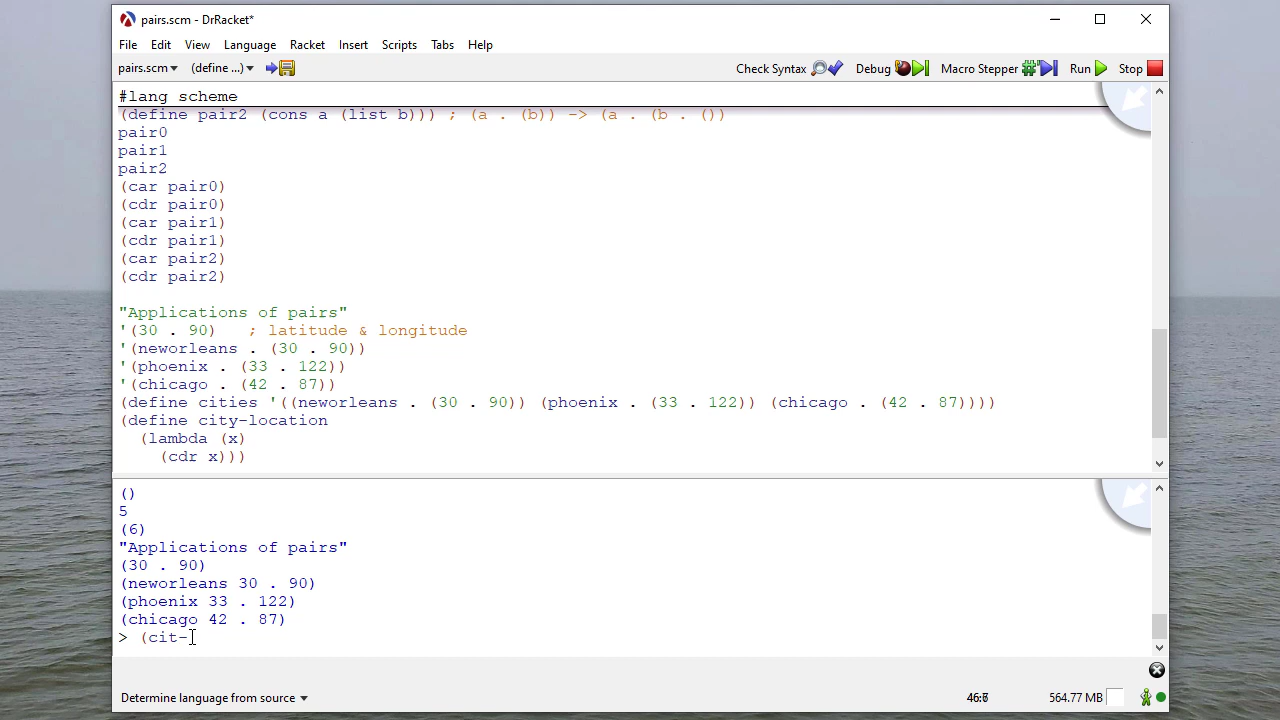 pairs.scm - DrRacket*
File Edit View Language Racket Insert Scripts Tabs Help
pairs.scm▾ (define ...)▾ Check Syntax Debug Macro Stepper Run Stop
#lang scheme
(define pair2 (cons a (list b))) ; (a . (b)) -> (a . (b . ())
pair0
pair1
pair2
(car pair0)
(cdr pair0)
(car pair1)
(cdr pair1)
(car pair2)
(cdr pair2)
"Applications of pairs"
'(30 . 90)   ; latitude & longitude
'(neworleans . (30 . 90))
'(phoenix . (33 . 122))
'(chicago . (42 . 87))
(define cities '((neworleans . (30 . 90)) (phoenix . (33 . 122)) (chicago . (42 . 87))))
(define city-location
  (lambda (x)
    (cdr x)))
()
5
(6)
"Applications of pairs"
(30 . 90)
(neworleans 30 . 90)
(phoenix 33 . 122)
(chicago 42 . 87)
> (cit-
Determine language from source ▾ 564.77 MB